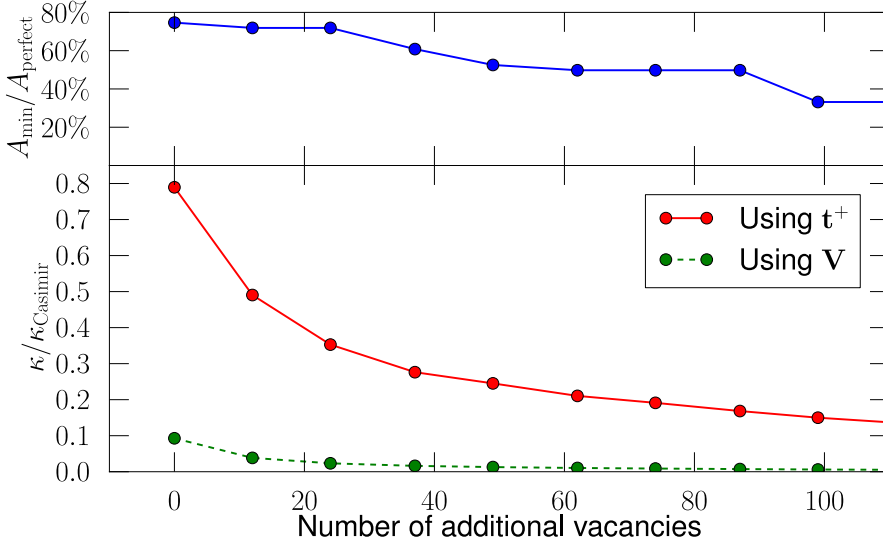 80%
60%
40%
20%
A_min/A_perfect
0.8
0.7
0.6
0.5
0.4
0.3
0.2
0.1
0.0
κ/κ_Casimir
Using t⁺
Using V
0 20 40 60 80 100
Number of additional vacancies